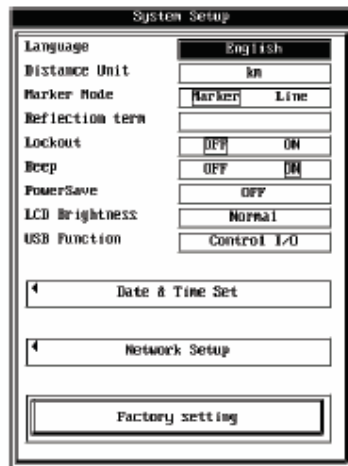 System Setup
Language English
Distance Unit km
Marker Mode Marker Line
Reflection term
Lockout OFF ON
Beep OFF ON
PowerSave OFF
LCD Brightness Normal
USB Function Control I/O
Date & Time Set
Network Setup
Factory setting